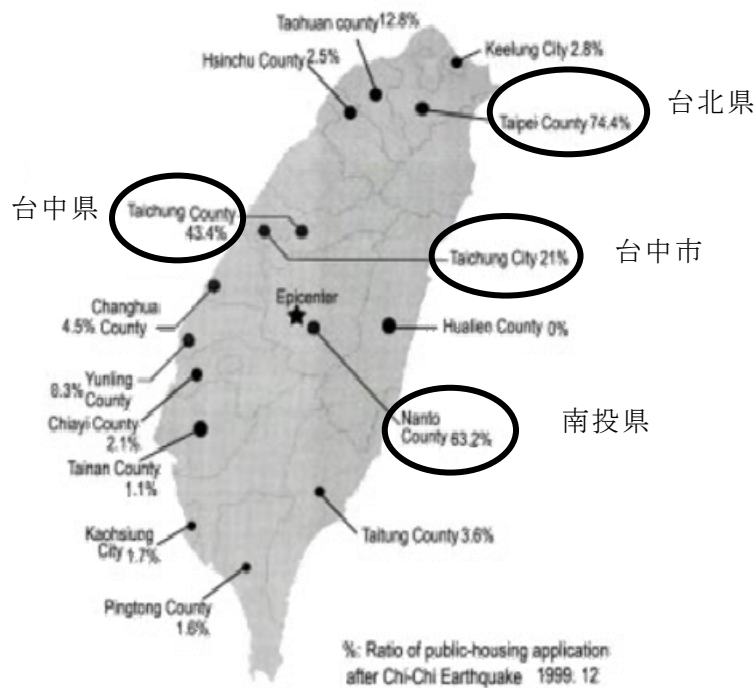 Taohuan county 12.8%
Keelung City 2.8%
Hsinchu County 2.5%
台北県
Taipei County 74.4%
台中県
Taichung County
43.4%
Taichung City 21%
台中市
Epicenter
Changhua
4.5% County
Hualien County 0%
8.3% Yunling
County
Chiayi County
2.1%
Nanto
County 63.2%
南投県
Tainan County
1.1%
Taitung County 3.6%
Kaohsiung
City 1.7%
Pingtong County
1.6%
%: Ratio of public-housing application
after Chi-Chi Earthquake 1999. 12